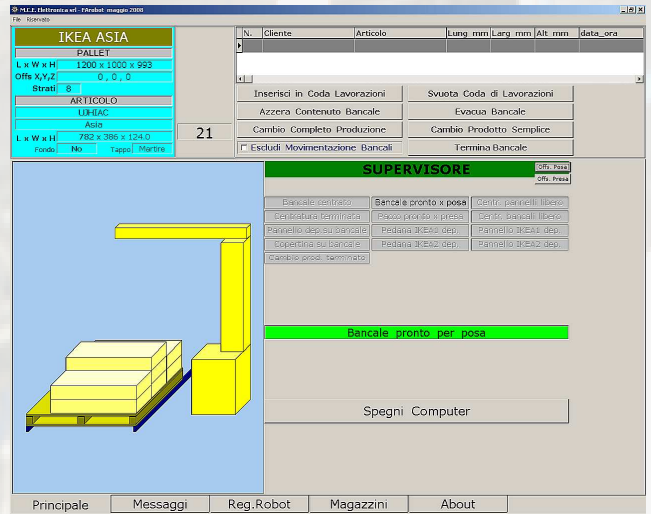 M.C.E. Elettronica srl - FArobot maggio 2008
File Riservato
IKEA ASIA
PALLET
L x W x H 1200 x 1000 x 993
Offs X,Y,Z 0 , 0 , 0
Strati 8
ARTICOLO
UJHIAC
Asia
L x W x H 782 x 386 x 124.0
Fondo No Tappo Martire
21
N. Cliente Articolo Lung mm Larg mm Alt mm data_ora
Inserisci in Coda Lavorazioni Svuota Coda di Lavorazioni
Azzera Contenuto Bancale Evacua Bancale
Cambio Completo Produzione Cambio Prodotto Semplice
Escludi Movimentazione Bancali Termina Bancale
SUPERVISORE
Offs. Posa
Offs. Presa
Bancale centrato Bancale pronto x posa Centr. pannelli libero
Centratura terminata Pacco pronto x presa Centr. bancali libero
Pannello dep su bancale Pedana IKEA1 dep. Pannello IKEA1 dep.
Copertina su bancale Pedana IKEA2 dep. Pannello IKEA2 dep.
Cambio prod. terminato
Bancale pronto per posa
Spegni Computer
Principale Messaggi Reg.Robot Magazzini About